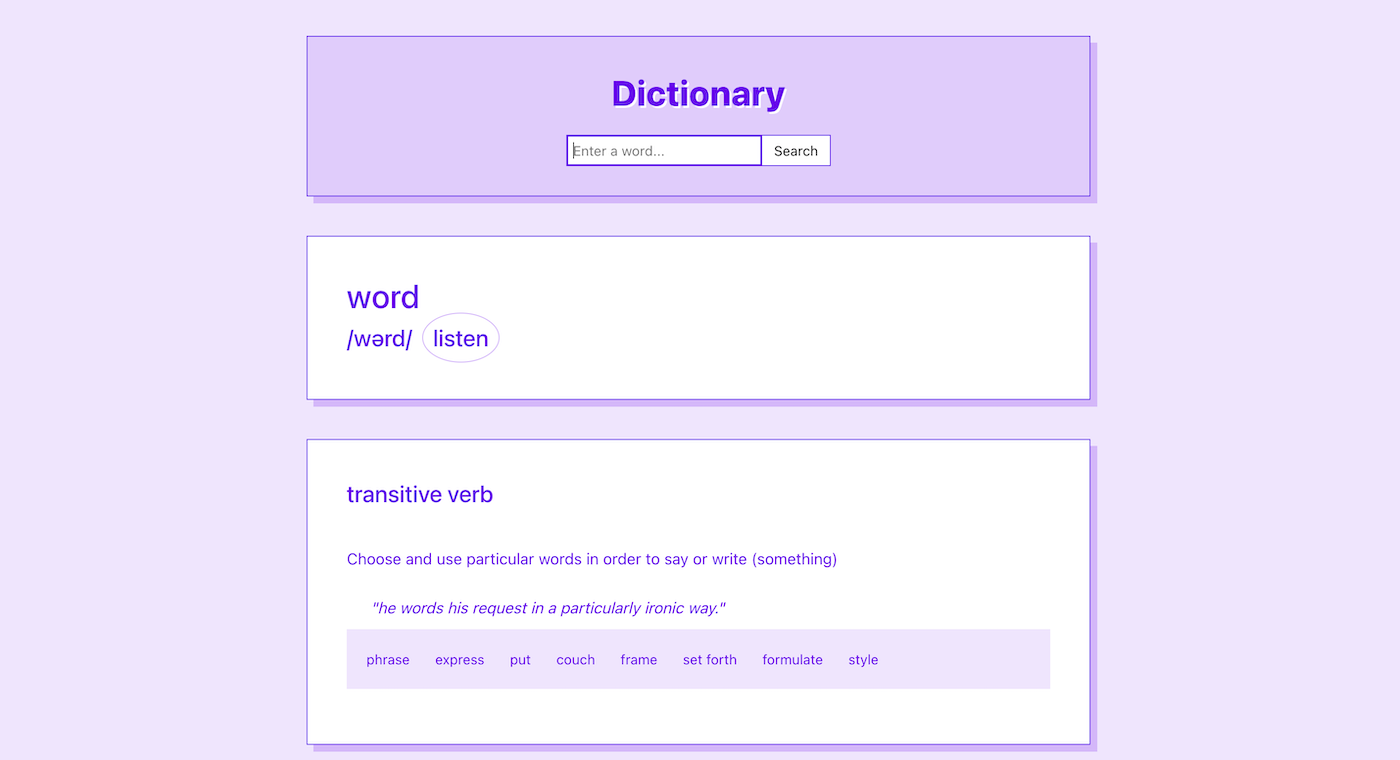 Dictionary
Enter a word... Search
word
/wərd/ listen
transitive verb
Choose and use particular words in order to say or write (something)
"he words his request in a particularly ironic way."
phrase express put couch frame set forth formulate style